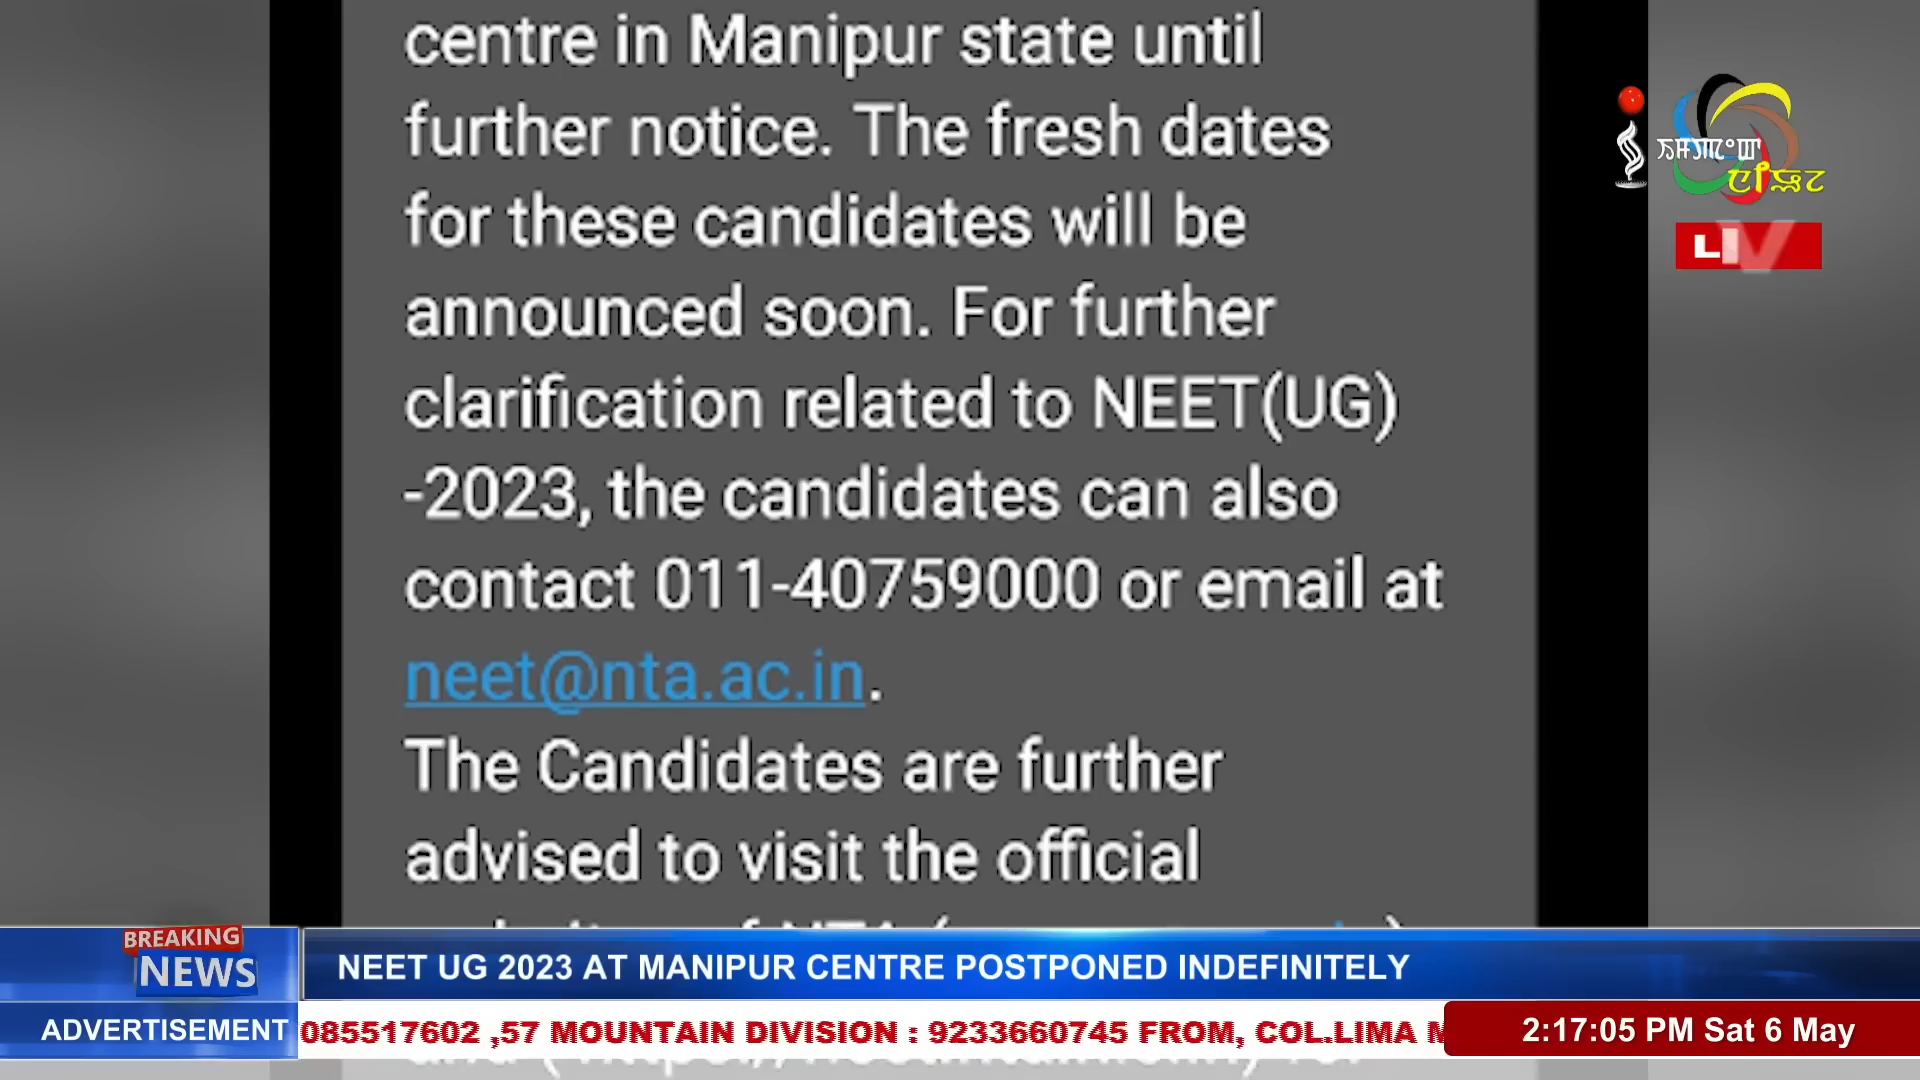 centre in Manipur state until
further notice. The fresh dates
for these candidates will be
announced soon. For further
clarification related to NEET(UG)
-2023, the candidates can also
contact 011-40759000 or email at
neet@nta.ac.in.
The Candidates are further
advised to visit the official
BREAKING
NEWS
NEET UG 2023 AT MANIPUR CENTRE POSTPONED INDEFINITELY
ADVERTISEMENT
085517602 ,57 MOUNTAIN DIVISION : 9233660745 FROM, COL.LIMA M
2:17:05 PM Sat 6 May